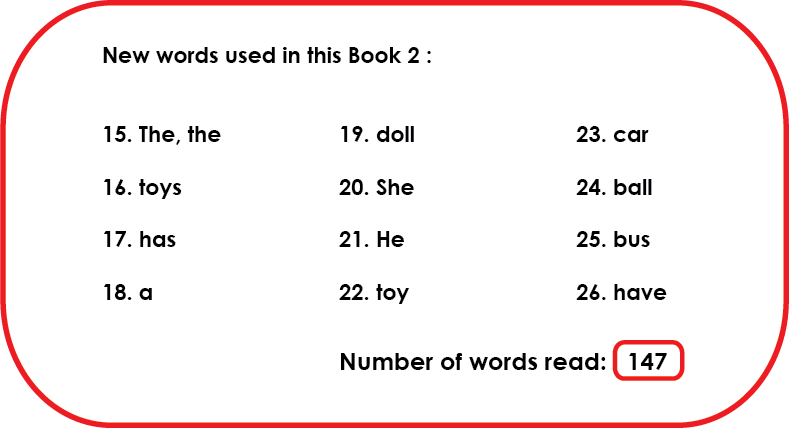 New words used in this Book 2 :
15. The, the 19. doll 23. car
16. toys 20. She 24. ball
17. has 21. He 25. bus
18. a 22. toy 26. have
Number of words read: 147